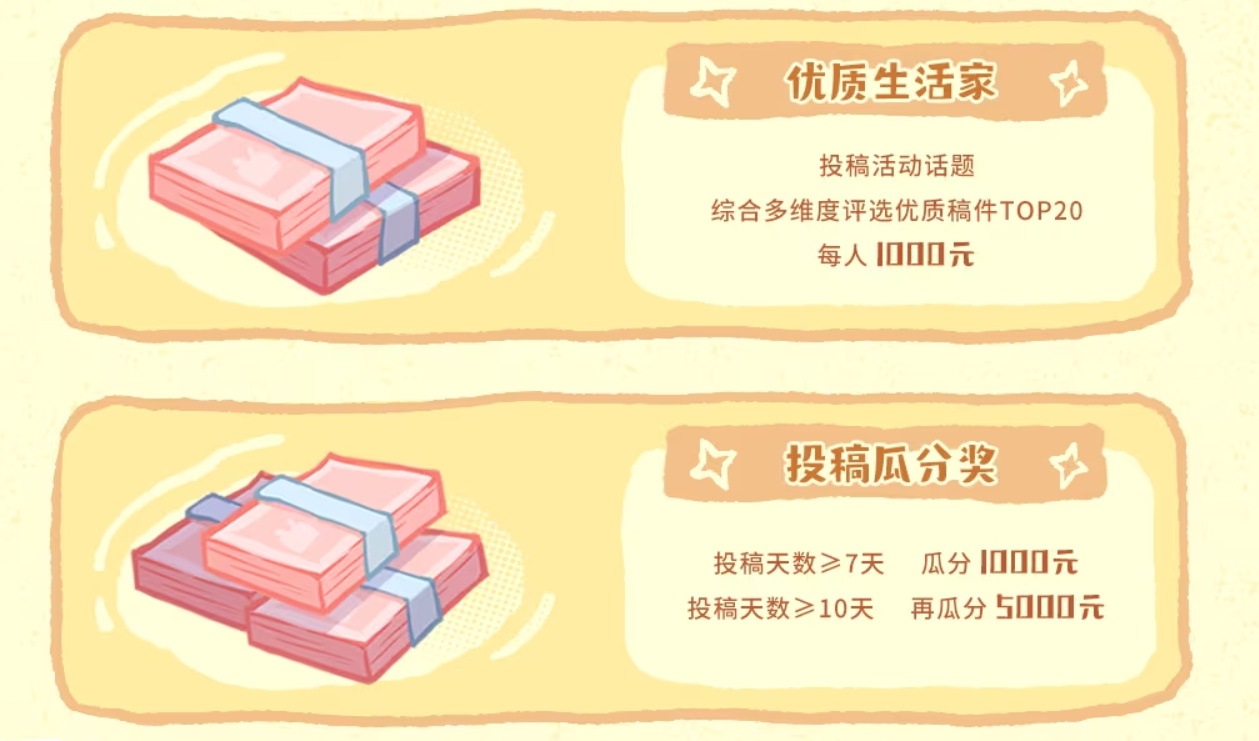 优质生活家
投稿活动话题
综合多维度评选优质稿件TOP20
每人 1000元
投稿瓜分奖
投稿天数≥7天 瓜分 1000元
投稿天数≥10天 再瓜分 5000元